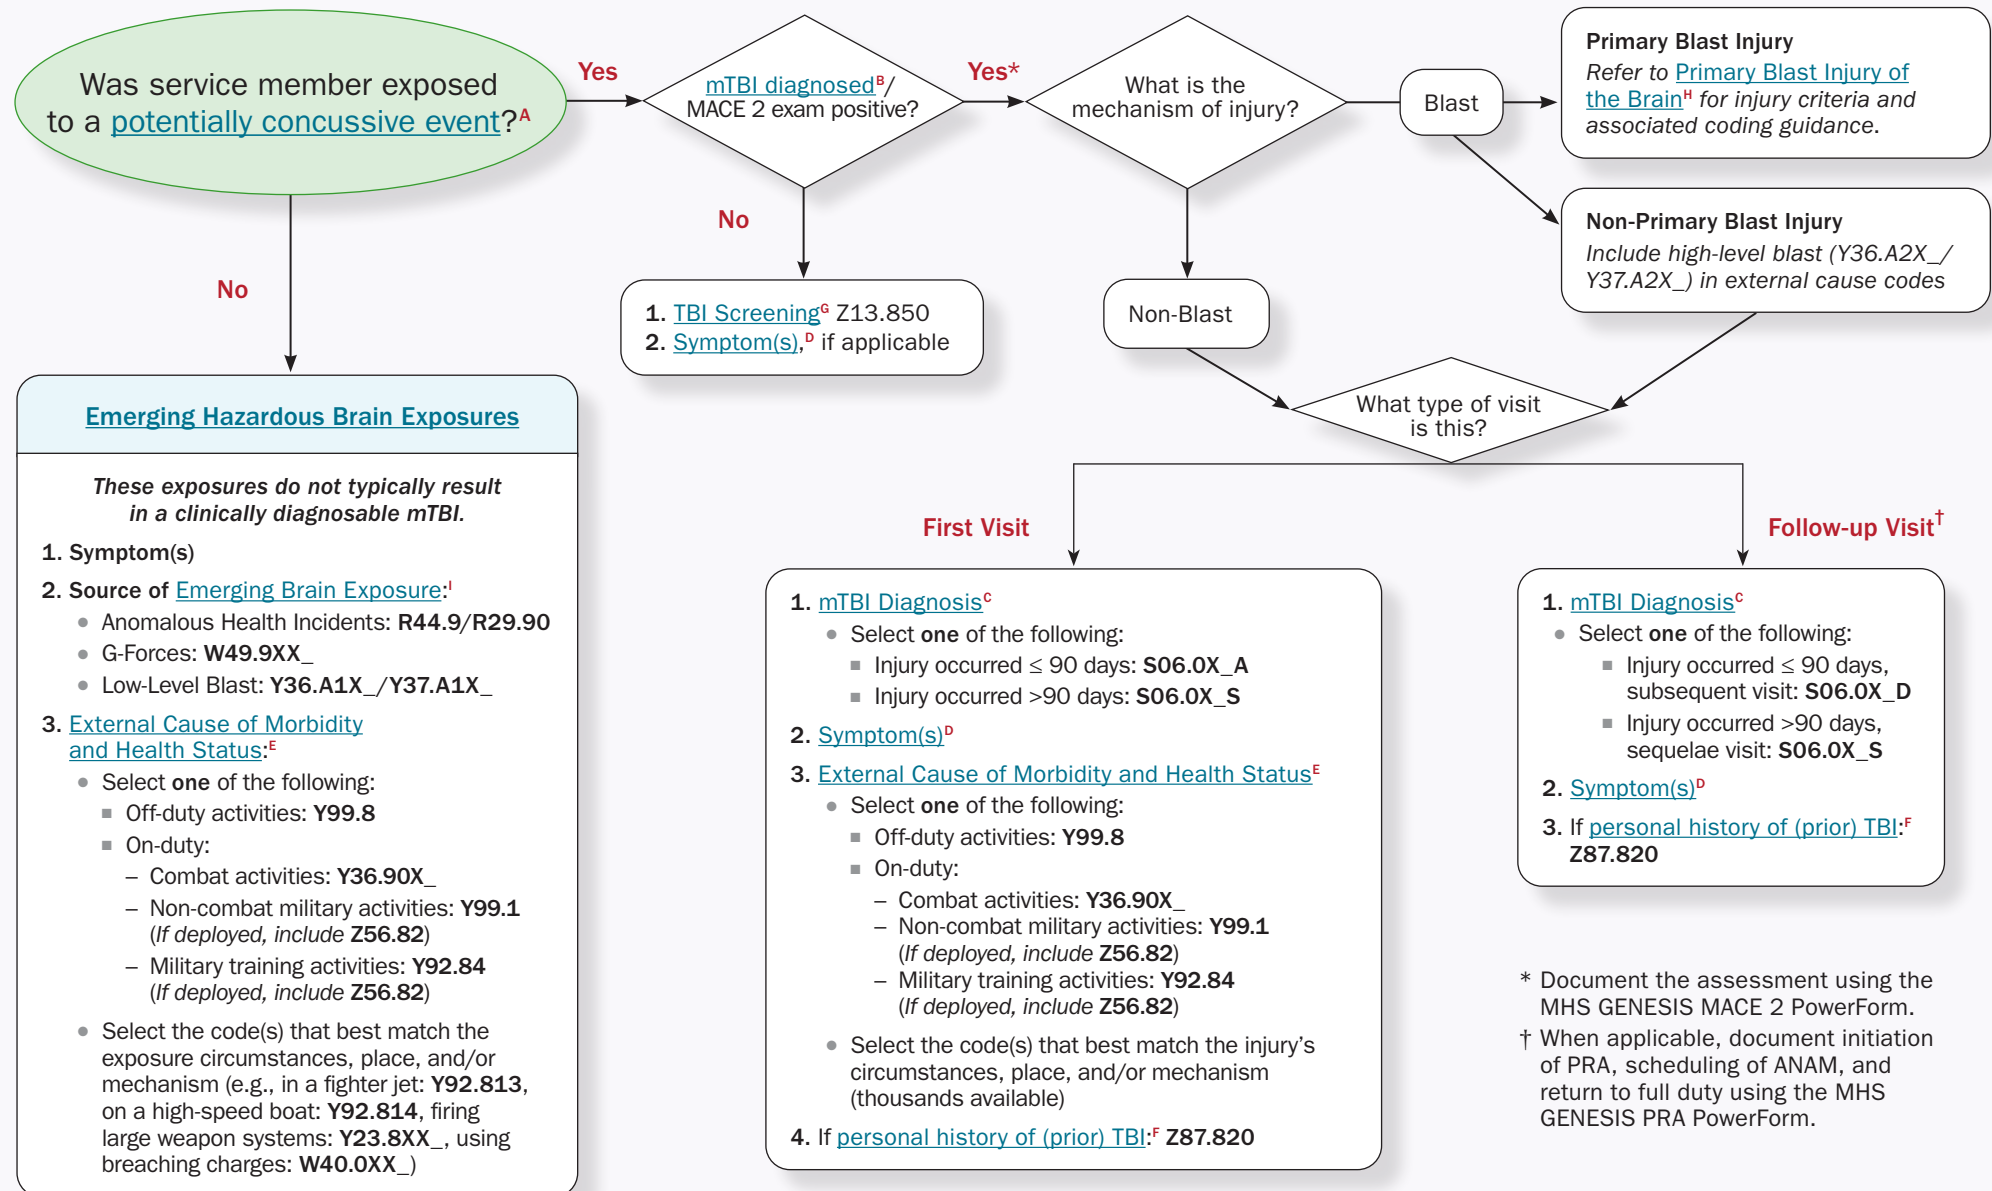 Was service member exposed
to a potentially concussive event?A
Yes
mTBI diagnosedB/
MACE 2 exam positive?
Yes*
What is the
mechanism of injury?
Blast
Primary Blast Injury
Refer to Primary Blast Injury of
the BrainH for injury criteria and
associated coding guidance.
Non-Primary Blast Injury
Include high-level blast (Y36.A2X_/
Y37.A2X_) in external cause codes
No
No
1. TBI ScreeningG Z13.850
2. Symptom(s),D if applicable
Non-Blast
What type of visit
is this?
Emerging Hazardous Brain Exposures
These exposures do not typically result
in a clinically diagnosable mTBI.
1. Symptom(s)
2. Source of Emerging Brain Exposure:I
• Anomalous Health Incidents: R44.9/R29.90
• G-Forces: W49.9XX_
• Low-Level Blast: Y36.A1X_/Y37.A1X_
3. External Cause of Morbidity
and Health Status:E
• Select one of the following:
■ Off-duty activities: Y99.8
■ On-duty:
– Combat activities: Y36.90X_
– Non-combat military activities: Y99.1
(If deployed, include Z56.82)
– Military training activities: Y92.84
(If deployed, include Z56.82)
• Select the code(s) that best match the
exposure circumstances, place, and/or
mechanism (e.g., in a fighter jet: Y92.813,
on a high-speed boat: Y92.814, firing
large weapon systems: Y23.8XX_, using
breaching charges: W40.0XX_)
First Visit
1. mTBI DiagnosisC
• Select one of the following:
■ Injury occurred ≤ 90 days: S06.0X_A
■ Injury occurred >90 days: S06.0X_S
2. Symptom(s)D
3. External Cause of Morbidity and Health StatusE
• Select one of the following:
■ Off-duty activities: Y99.8
■ On-duty:
– Combat activities: Y36.90X_
– Non-combat military activities: Y99.1
(If deployed, include Z56.82)
– Military training activities: Y92.84
(If deployed, include Z56.82)
• Select the code(s) that best match the injury's
circumstances, place, and/or mechanism
(thousands available)
4. If personal history of (prior) TBI:F Z87.820
Follow-up Visit†
1. mTBI DiagnosisC
• Select one of the following:
■ Injury occurred ≤ 90 days,
subsequent visit: S06.0X_D
■ Injury occurred >90 days,
sequelae visit: S06.0X_S
2. Symptom(s)D
3. If personal history of (prior) TBI:F
Z87.820
* Document the assessment using the
MHS GENESIS MACE 2 PowerForm.
† When applicable, document initiation
of PRA, scheduling of ANAM, and
return to full duty using the MHS
GENESIS PRA PowerForm.